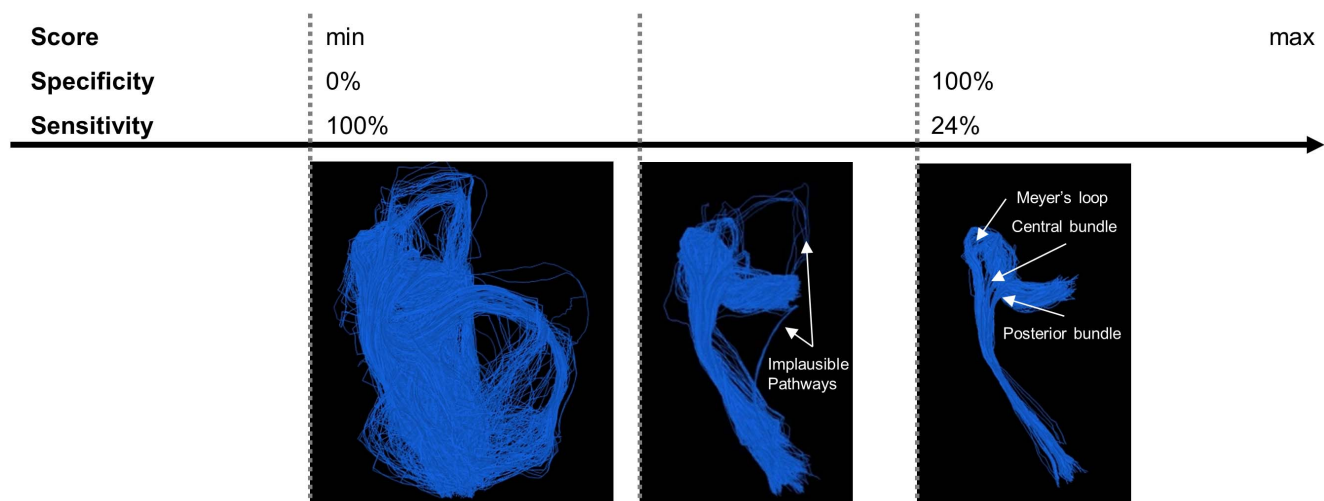 Score min max
Specificity 0% 100%
Sensitivity 100% 24%
Meyer's loop
Central bundle
Posterior bundle
Implausible
Pathways